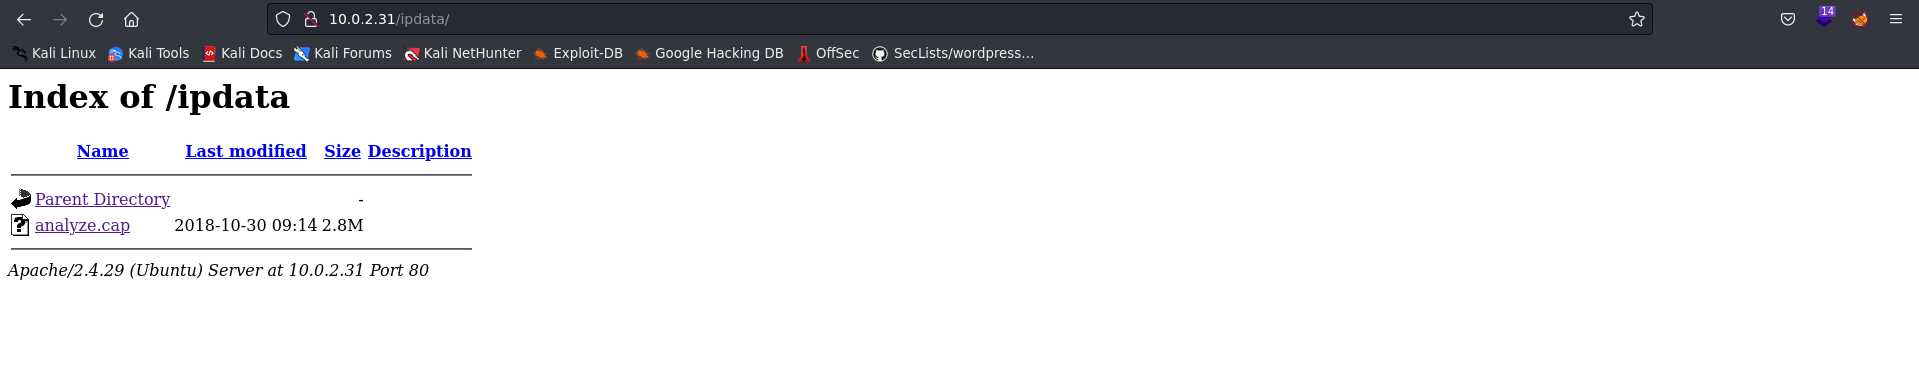 10.0.2.31/ipdata/
14
Kali Linux Kali Tools Kali Docs Kali Forums Kali NetHunter Exploit-DB Google Hacking DB OffSec SecLists/wordpress...
Index of /ipdata
Name Last modified Size Description
Parent Directory -
analyze.cap 2018-10-30 09:14 2.8M
Apache/2.4.29 (Ubuntu) Server at 10.0.2.31 Port 80